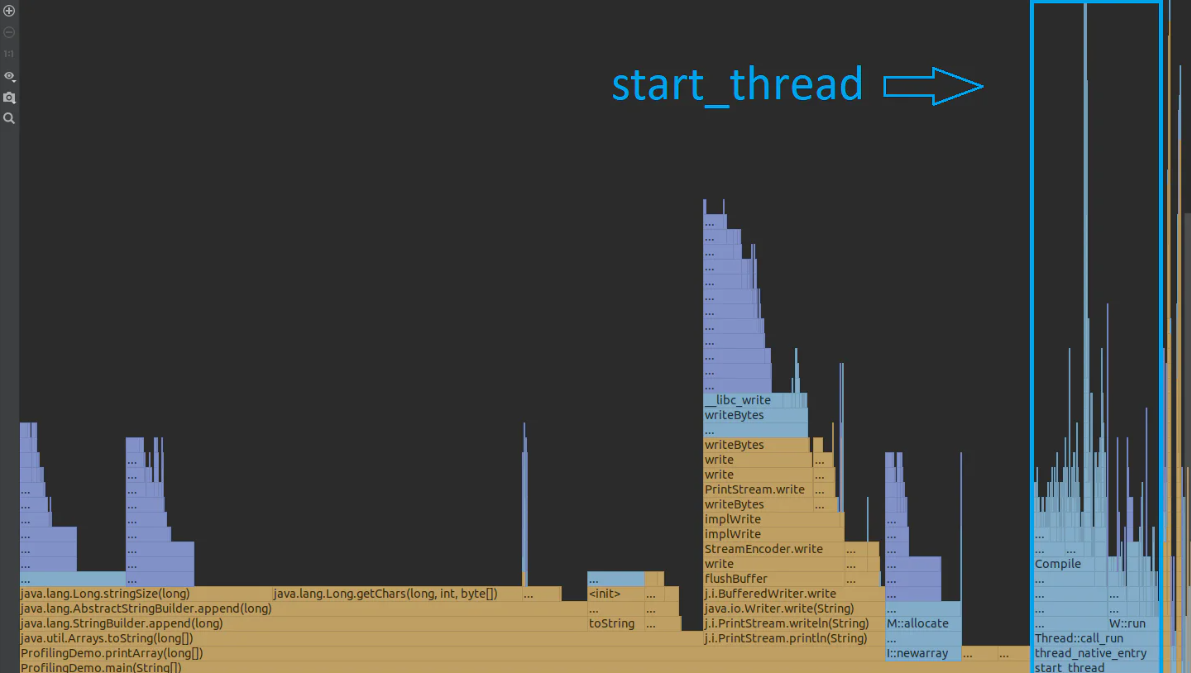 start_thread
1:1
...
...
...
...
...
...
...
...
...
...
...
...
__libc_write
writeBytes
...
writeBytes
write
...
write
...
PrintStream.write
...
writeBytes
...
implWrite
implWrite
StreamEncoder.write
...
write
...
flushBuffer
...
java.lang.Long.stringSize(long)
java.lang.Long.getChars(long, int, byte[])
...
<init>
...
j.i.BufferedWriter.write
java.lang.AbstractStringBuilder.append(long)
...
...
java.io.Writer.write(String)
java.lang.StringBuilder.append(long)
toString
...
j.i.PrintStream.writeln(String)
M::allocate
...
W::run
java.util.Arrays.toString(long[])
j.i.PrintStream.println(String)
...
Thread::call_run
ProfilingDemo.printArray(long[])
I::newarray
...
...
thread_native_entry
ProfilingDemo.main(String[])
start_thread
Compile